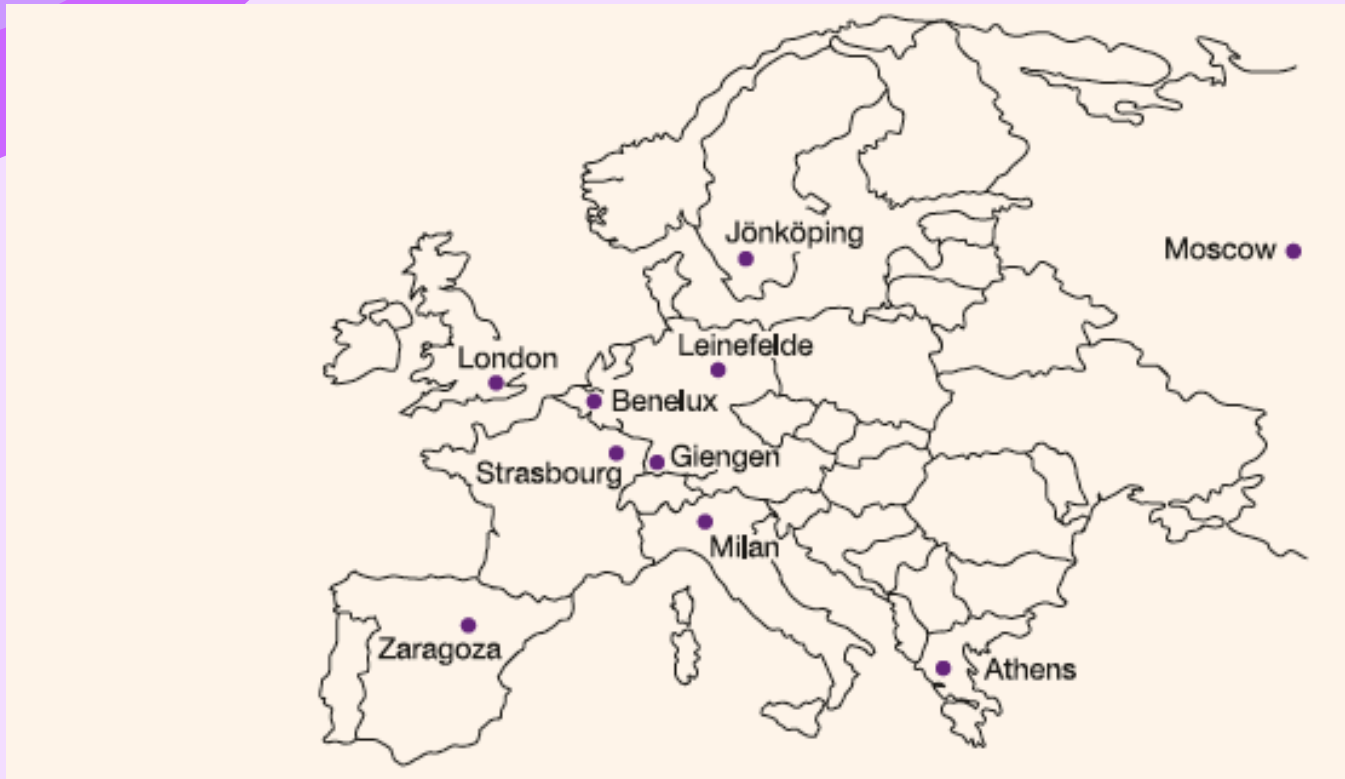 Jönköping
Moscow
Leinefelde
London
Benelux
Giengen
Strasbourg
Milan
Zaragoza
Athens